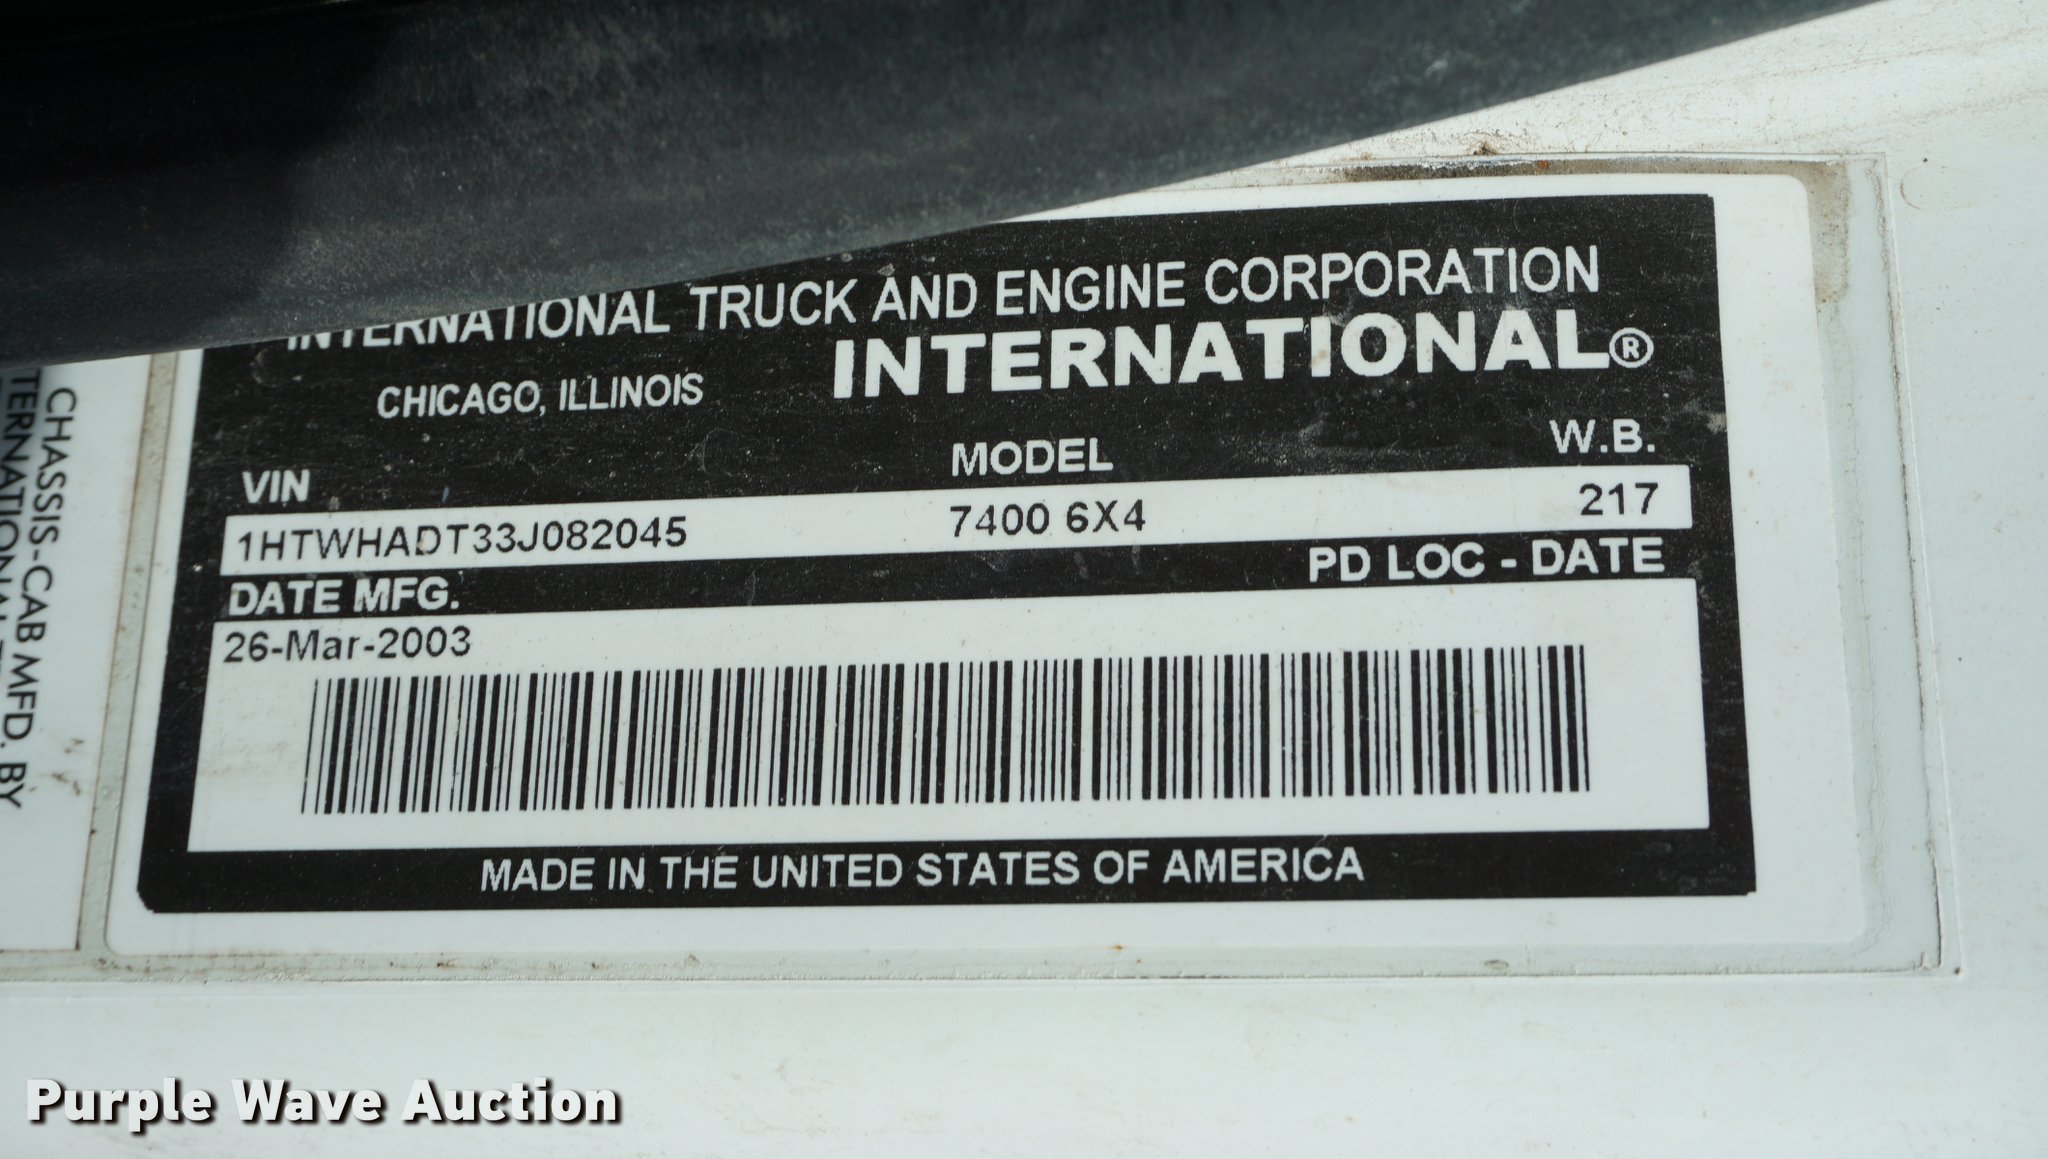 INTERNATIONAL TRUCK AND ENGINE CORPORATION
CHICAGO, ILLINOIS
INTERNATIONAL®
VIN MODEL W.B.
1HTWHADT33J082045 7400 6X4 217
DATE MFG. PD LOC - DATE
26-Mar-2003
MADE IN THE UNITED STATES OF AMERICA
CHASSIS-CAB MFD. BY
Purple Wave Auction